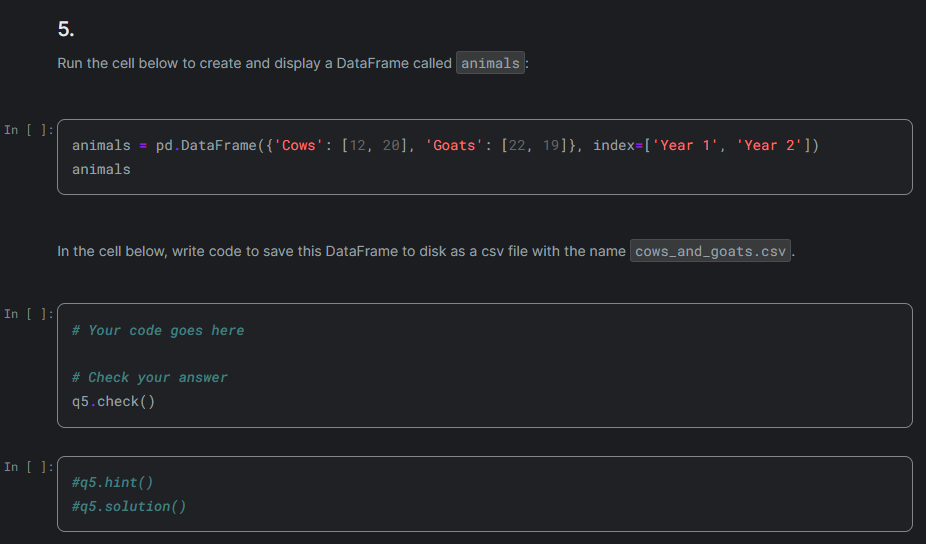 5.
Run the cell below to create and display a DataFrame called animals:
In [ ]:
animals = pd.DataFrame({'Cows': [12, 20], 'Goats': [22, 19]}, index=['Year 1', 'Year 2'])
animals
In the cell below, write code to save this DataFrame to disk as a csv file with the name cows_and_goats.csv.
In [ ]:
# Your code goes here
# Check your answer
q5.check()
In [ ]:
#q5.hint()
#q5.solution()